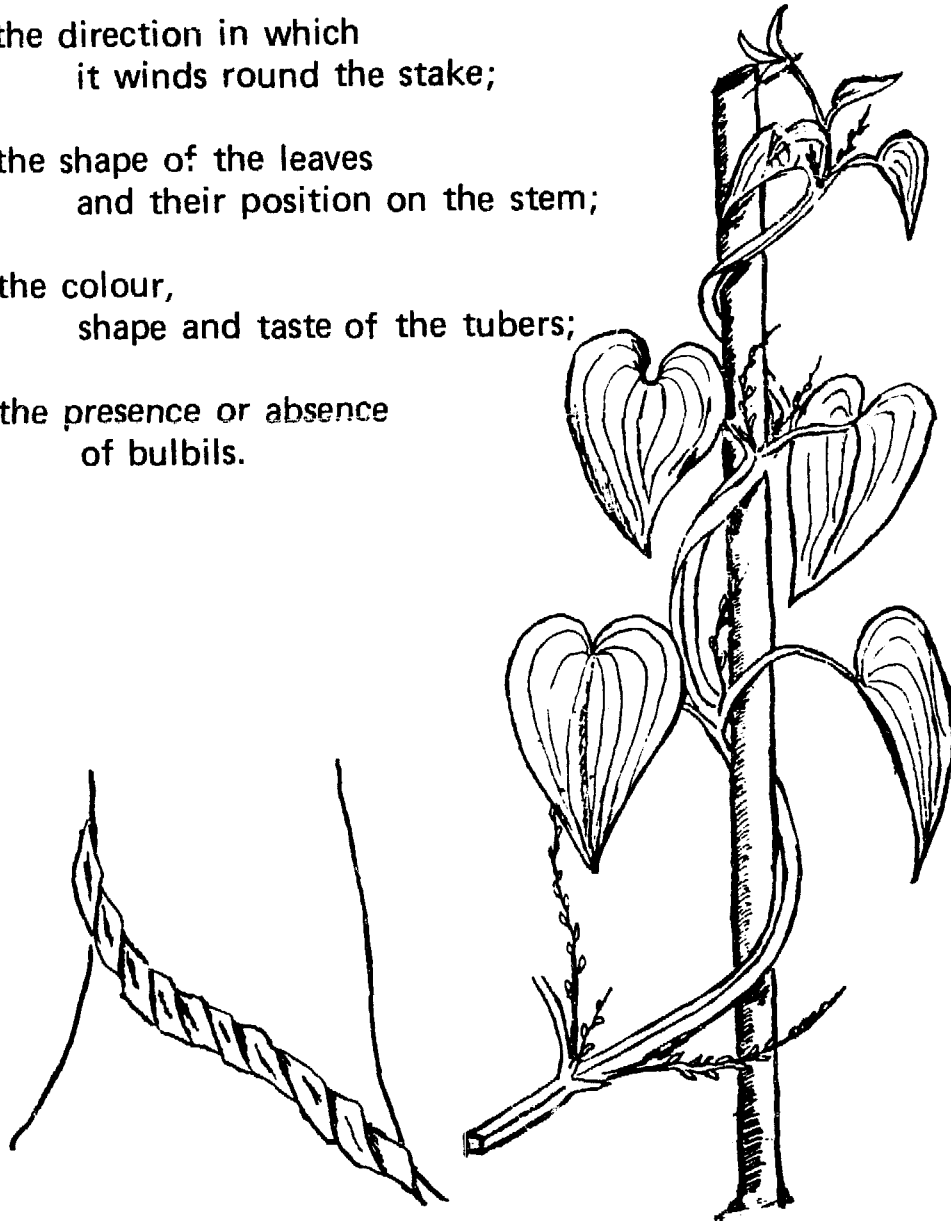 the direction in which
it winds round the stake;
the shape of the leaves
and their position on the stem;
the colour,
shape and taste of the tubers;
the presence or absence
of bulbils.